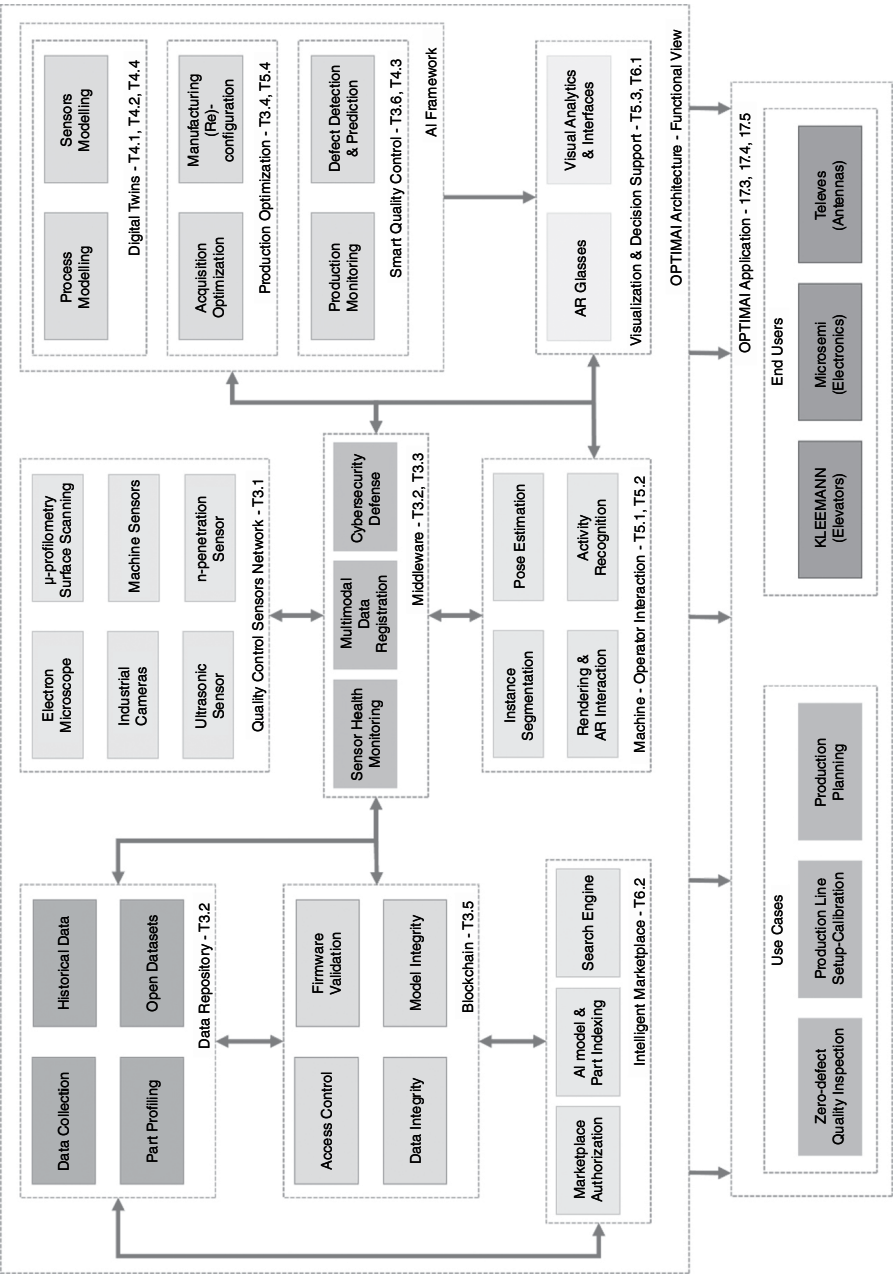 Data Collection
Historical Data
Part Profiling
Open Datasets
Data Repository - T3.2
Access Control
Firmware
Validation
Data Integrity
Model Integrity
Blockchain - T3.5
Marketplace
Authorization
AI model &
Part Indexing
Search Engine
Intelligent Marketplace - T6.2
Electron
Microscope
µ-profilometry
Surface Scanning
Industrial
Cameras
Machine Sensors
Ultrasonic
Sensor
n-penetration
Sensor
Quality Control Sensors Network - T3.1
Sensor Health
Monitoring
Multimodal
Data
Registration
Cybersecurity
Defense
Middleware - T3.2, T3.3
Instance
Segmentation
Pose Estimation
Rendering &
AR Interaction
Activity
Recognition
Machine - Operator Interaction - T5.1, T5.2
Process
Modelling
Sensors
Modelling
Digital Twins - T4.1, T4.2, T4.4
Acquisition
Optimization
Manufacturing
(Re)-
configuration
Production Optimization - T3.4, T5.4
Production
Monitoring
Defect Detection
& Prediction
Smart Quality Control - T3.6, T4.3
AI Framework
AR Glasses
Visual Analytics
& Interfaces
Visualization & Decision Support - T5.3, T6.1
OPTIMAI Architecture - Functional View
OPTIMAI Application - 17.3, 17.4, 17.5
Use Cases
Zero-defect
Quality Inspection
Production Line
Setup-Calibration
Production
Planning
End Users
KLEEMANN
(Elevators)
Microsemi
(Electronics)
Televes
(Antennas)